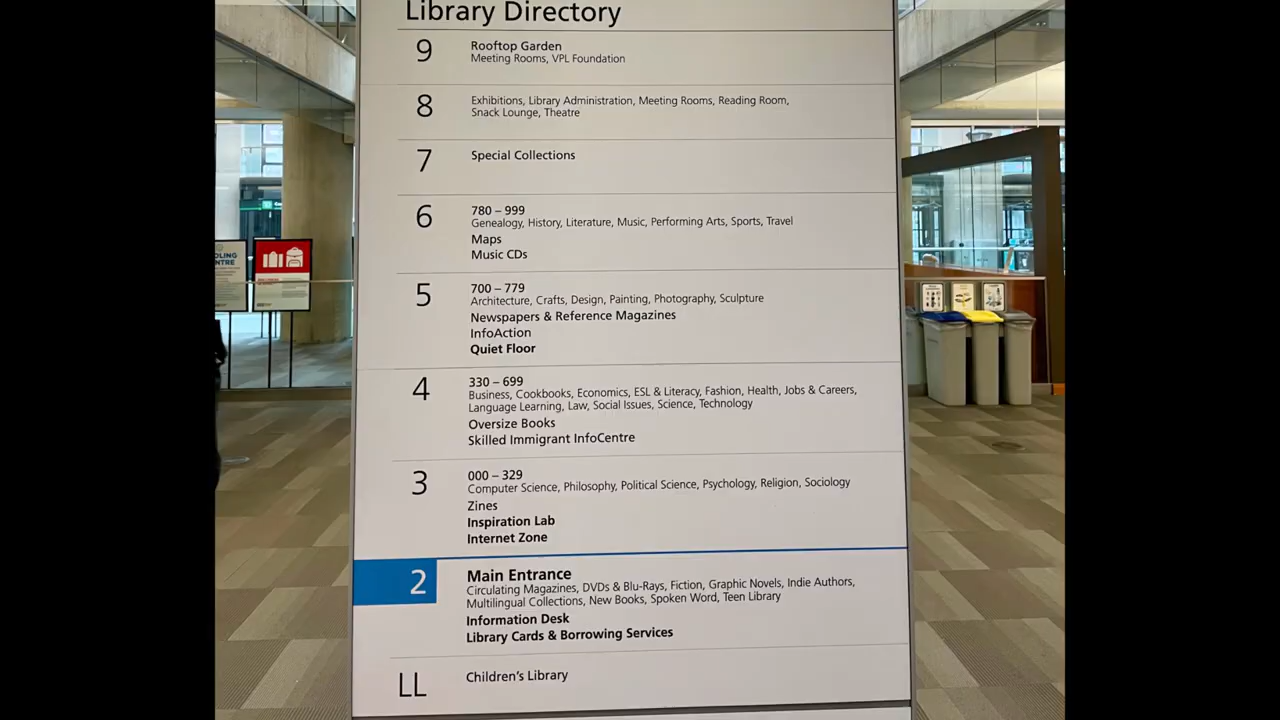 Library Directory
9
Rooftop Garden
Meeting Rooms, VPL Foundation
8
Exhibitions, Library Administration, Meeting Rooms, Reading Room,
Snack Lounge, Theatre
7
Special Collections
6
780 – 999
Genealogy, History, Literature, Music, Performing Arts, Sports, Travel
Maps
Music CDs
5
700 – 779
Architecture, Crafts, Design, Painting, Photography, Sculpture
Newspapers & Reference Magazines
InfoAction
Quiet Floor
4
330 – 699
Business, Cookbooks, Economics, ESL & Literacy, Fashion, Health, Jobs & Careers,
Language Learning, Law, Social Issues, Science, Technology
Oversize Books
Skilled Immigrant InfoCentre
3
000 – 329
Computer Science, Philosophy, Political Science, Psychology, Religion, Sociology
Zines
Inspiration Lab
Internet Zone
2
Main Entrance
Circulating Magazines, DVDs & Blu-Rays, Fiction, Graphic Novels, Indie Authors,
Multilingual Collections, New Books, Spoken Word, Teen Library
Information Desk
Library Cards & Borrowing Services
LL
Children's Library